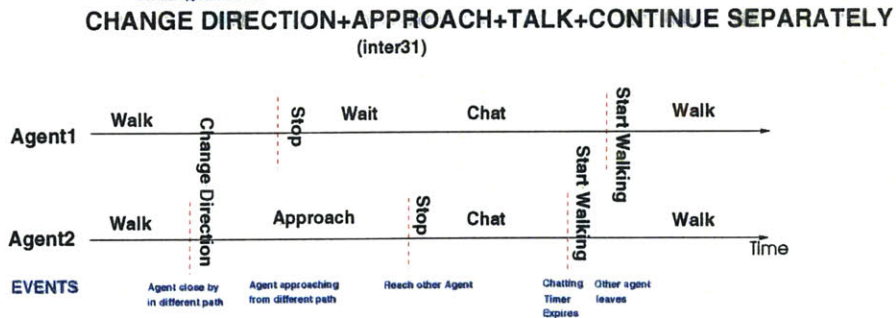 CHANGE DIRECTION+APPROACH+TALK+CONTINUE SEPARATELY
(inter31)
Walk
Stop
Wait
Chat
Start Walking
Walk
Agent1
Change Direction
Start Walking
Walk
Approach
Stop
Chat
Walk
Agent2
Time
EVENTS
Agent close by
in different path
Agent approaching
from different path
Reach other Agent
Chatting
Timer
Expires
Other agent
leaves